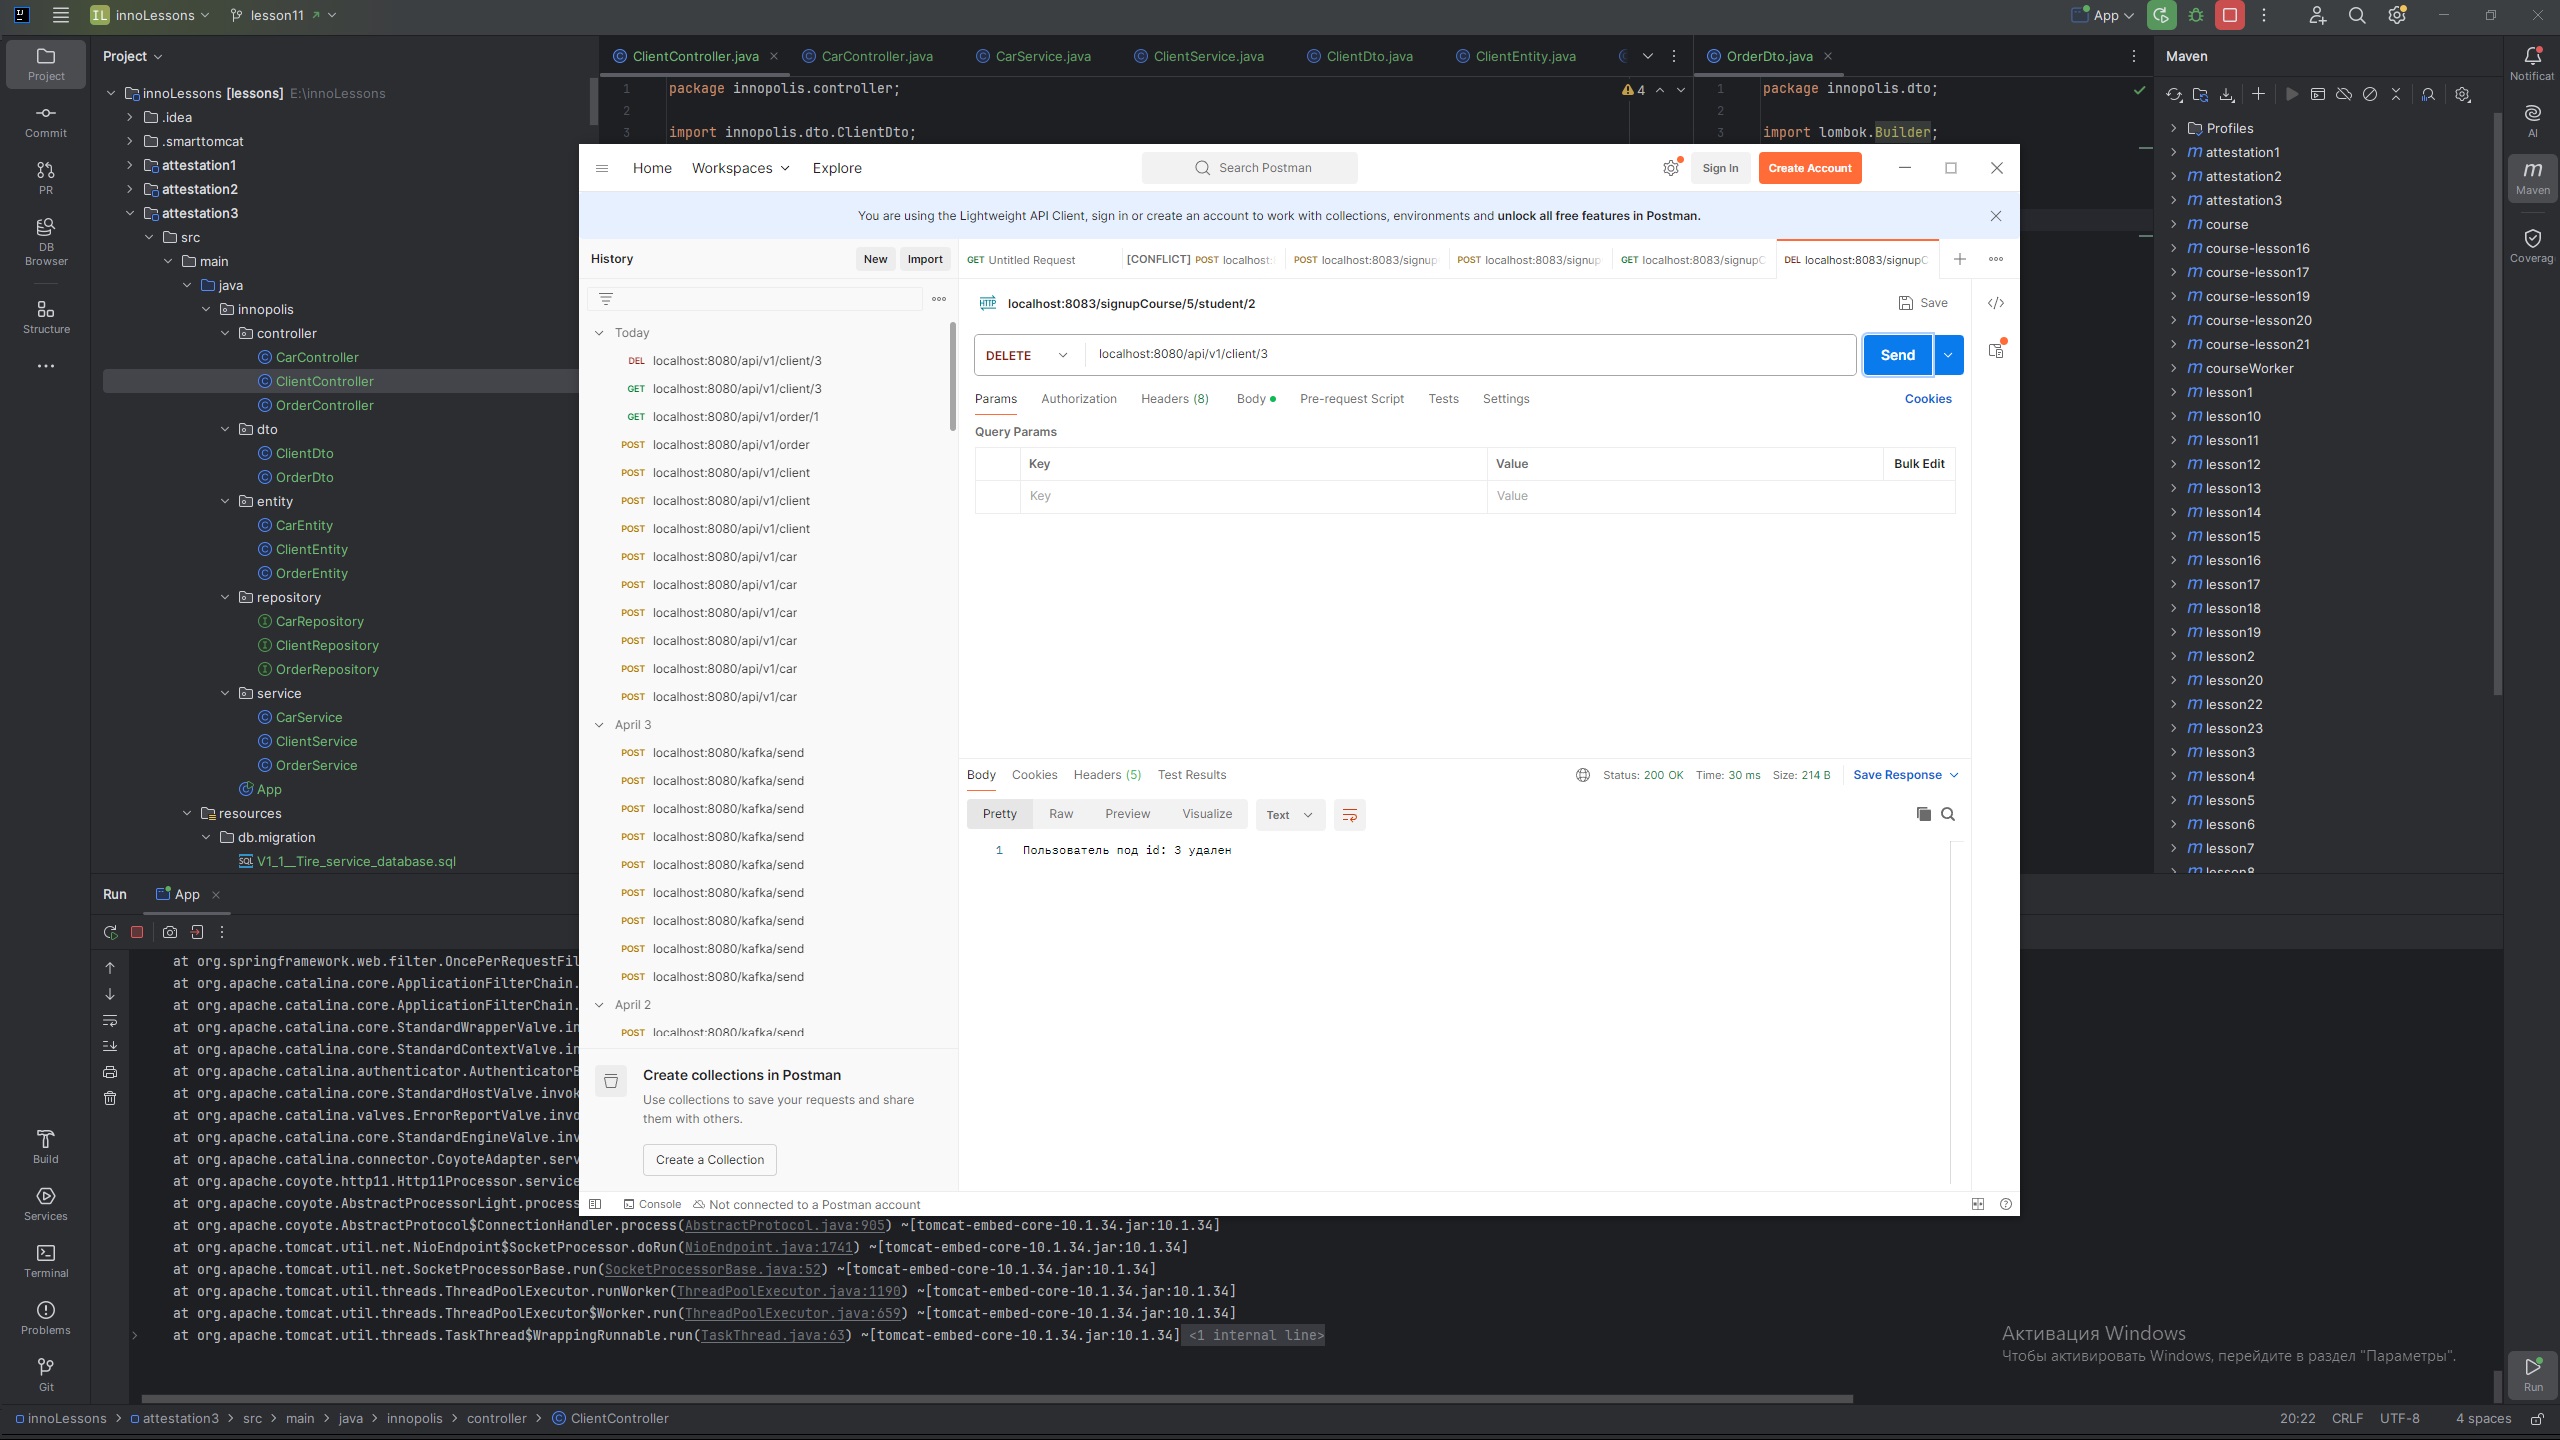 IL innoLessons lesson11 App
Project
Commit
PR
DB Browser
Structure
Project
innoLessons [lessons] E:\innoLessons
.idea
.smarttomcat
attestation1
attestation2
attestation3
src
main
java
innopolis
controller
CarController
ClientController
OrderController
dto
ClientDto
OrderDto
entity
CarEntity
ClientEntity
OrderEntity
repository
CarRepository
ClientRepository
OrderRepository
service
CarService
ClientService
OrderService
App
resources
db.migration
V1_1__Tire_service_database.sql
ClientController.java CarController.java CarService.java ClientService.java ClientDto.java ClientEntity.java
1 package innopolis.controller; 4
2
3 import innopolis.dto.ClientDto;
OrderDto.java
1 package innopolis.dto;
2
3 import lombok.Builder;
Home Workspaces Explore Search Postman Sign In Create Account
You are using the Lightweight API Client, sign in or create an account to work with collections, environments and unlock all free features in Postman.
History New Import
Today
DEL localhost:8080/api/v1/client/3
GET localhost:8080/api/v1/client/3
GET localhost:8080/api/v1/order/1
POST localhost:8080/api/v1/order
POST localhost:8080/api/v1/client
POST localhost:8080/api/v1/client
POST localhost:8080/api/v1/client
POST localhost:8080/api/v1/car
POST localhost:8080/api/v1/car
POST localhost:8080/api/v1/car
POST localhost:8080/api/v1/car
POST localhost:8080/api/v1/car
POST localhost:8080/api/v1/car
April 3
POST localhost:8080/kafka/send
POST localhost:8080/kafka/send
POST localhost:8080/kafka/send
POST localhost:8080/kafka/send
POST localhost:8080/kafka/send
POST localhost:8080/kafka/send
POST localhost:8080/kafka/send
POST localhost:8080/kafka/send
POST localhost:8080/kafka/send
April 2
POST localhost:8080/kafka/send
Create collections in Postman
Use collections to save your requests and share
them with others.
Create a Collection
GET Untitled Request [CONFLICT] POST localhost: POST localhost:8083/signup POST localhost:8083/signup GET localhost:8083/signupC DEL localhost:8083/signupC
HTTP localhost:8083/signupCourse/5/student/2 Save
DELETE localhost:8080/api/v1/client/3 Send
Params Authorization Headers (8) Body Pre-request Script Tests Settings Cookies
Query Params
Key Value Bulk Edit
Key Value
Body Cookies Headers (5) Test Results Status: 200 OK Time: 30 ms Size: 214 B Save Response
Pretty Raw Preview Visualize Text
1 Пользователь под id: 3 удален
Console Not connected to a Postman account
Maven
Profiles
attestation1
attestation2
attestation3
course
course-lesson16
course-lesson17
course-lesson19
course-lesson20
course-lesson21
courseWorker
lesson1
lesson10
lesson11
lesson12
lesson13
lesson14
lesson15
lesson16
lesson17
lesson18
lesson19
lesson2
lesson20
lesson22
lesson23
lesson3
lesson4
lesson5
lesson6
lesson7
lesson8
Notificat
AI
Maven
Coverag
Run
Run App
at org.springframework.web.filter.OncePerRequestFil
at org.apache.catalina.core.ApplicationFilterChain.
at org.apache.catalina.core.ApplicationFilterChain.
at org.apache.catalina.core.StandardWrapperValve.in
at org.apache.catalina.core.StandardContextValve.in
at org.apache.catalina.authenticator.AuthenticatorB
at org.apache.catalina.core.StandardHostValve.invok
at org.apache.catalina.valves.ErrorReportValve.invo
at org.apache.catalina.core.StandardEngineValve.inv
at org.apache.catalina.connector.CoyoteAdapter.serv
at org.apache.coyote.http11.Http11Processor.service
at org.apache.coyote.AbstractProcessorLight.process
at org.apache.coyote.AbstractProtocol$ConnectionHandler.process(AbstractProtocol.java:905) ~[tomcat-embed-core-10.1.34.jar:10.1.34]
at org.apache.tomcat.util.net.NioEndpoint$SocketProcessor.doRun(NioEndpoint.java:1741) ~[tomcat-embed-core-10.1.34.jar:10.1.34]
at org.apache.tomcat.util.net.SocketProcessorBase.run(SocketProcessorBase.java:52) ~[tomcat-embed-core-10.1.34.jar:10.1.34]
at org.apache.tomcat.util.threads.ThreadPoolExecutor.runWorker(ThreadPoolExecutor.java:1190) ~[tomcat-embed-core-10.1.34.jar:10.1.34]
at org.apache.tomcat.util.threads.ThreadPoolExecutor$Worker.run(ThreadPoolExecutor.java:659) ~[tomcat-embed-core-10.1.34.jar:10.1.34]
at org.apache.tomcat.util.threads.TaskThread$WrappingRunnable.run(TaskThread.java:63) ~[tomcat-embed-core-10.1.34.jar:10.1.34] <1 internal line>
Build
Services
Terminal
Problems
Git
Активация Windows
Чтобы активировать Windows, перейдите в раздел "Параметры".
innoLessons > attestation3 > src > main > java > innopolis > controller > ClientController 20:22 CRLF UTF-8 4 spaces